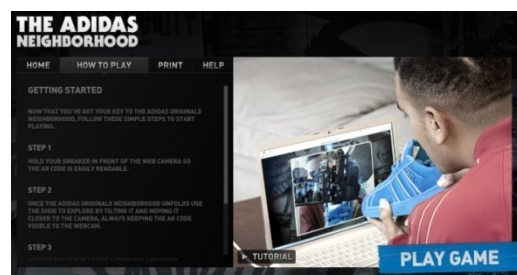 THE ADIDAS
NEIGHBORHOOD
HOME HOW TO PLAY PRINT HELP
GETTING STARTED
NOW THAT YOU'VE GOT YOUR KEY TO THE ADIDAS ORIGINALS
NEIGHBORHOOD, FOLLOW THESE SIMPLE STEPS TO START
PLAYING.
STEP 1
HOLD YOUR SNEAKER IN FRONT OF THE WEB CAMERA SO
THE AR CODE IS EASILY READABLE.
STEP 2
ONCE THE ADIDAS ORIGINALS NEIGHBORHOOD UNFOLDS USE
THE SHOE TO EXPLORE BY TILTING IT AND MOVING IT
CLOSER TO THE CAMERA, ALWAYS KEEPING THE AR CODE
VISIBLE TO THE WEBCAM.
STEP 3
TUTORIAL
PLAY GAME